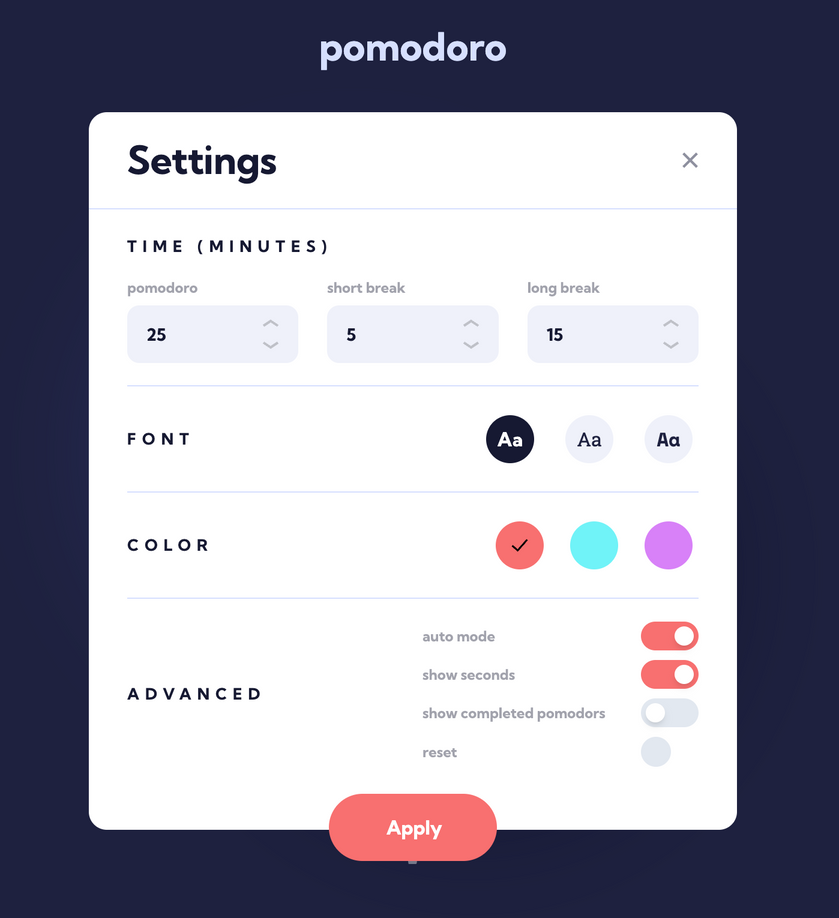 pomodoro
Settings
TIME (MINUTES)
pomodoro short break long break
25 5 15
FONT Aa Aa Aa
COLOR
auto mode
show seconds
ADVANCED
show completed pomodors
reset
Apply